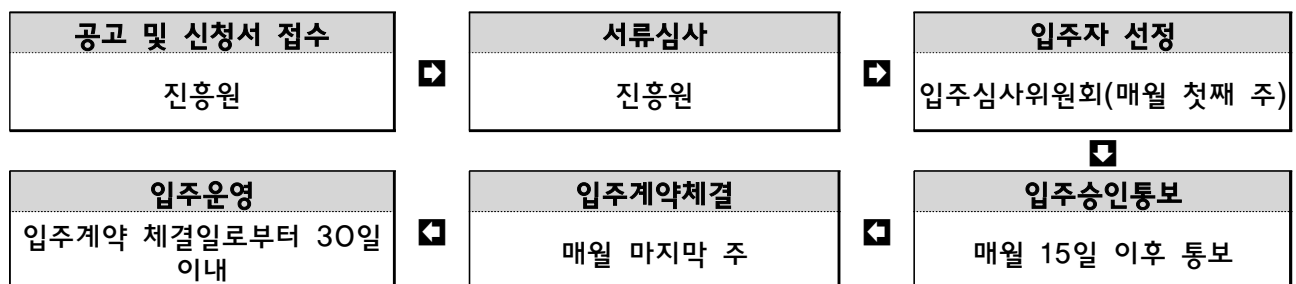 공고 및 신청서 접수
진흥원
서류심사
진흥원
입주자 선정
입주심사위원회(매월 첫째 주)
입주승인통보
매월 15일 이후 통보
입주계약체결
매월 마지막 주
입주운영
입주계약 체결일로부터 30일
이내